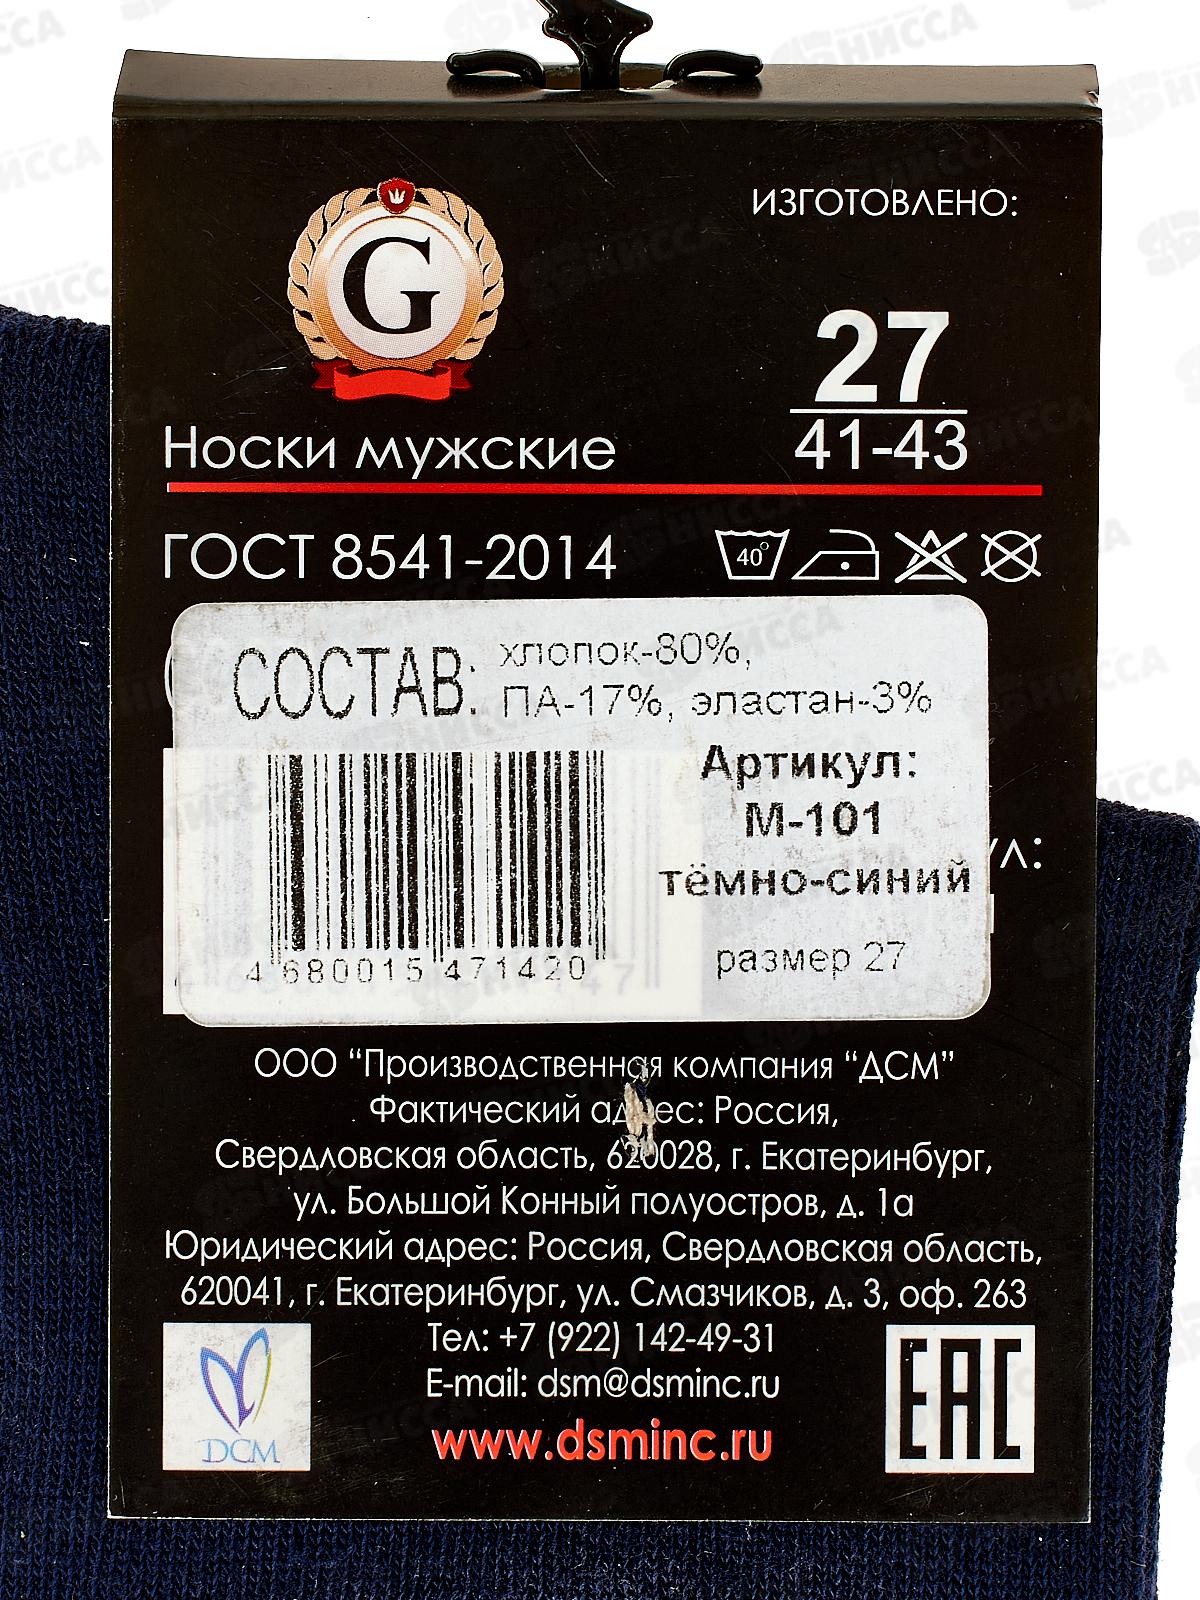 G
ИЗГОТОВЛЕНО:
27
41-43
Носки мужские
ГОСТ 8541-2014
40°
СОСТАВ: хлопок-80%,
ПА-17%, эластан-3%
Артикул:
М-101
тёмно-синий
размер 27
ул:
4 680015 471420
ООО “Производственная компания “ДСМ”
Фактический адрес: Россия,
Свердловская область, 620028, г. Екатеринбург,
ул. Большой Конный полуостров, д. 1а
Юридический адрес: Россия, Свердловская область,
620041, г. Екатеринбург, ул. Смазчиков, д. 3, оф. 263
Тел: +7 (922) 142-49-31
E-mail: dsm@dsminc.ru
www.dsminc.ru
ДСМ
ЕАС